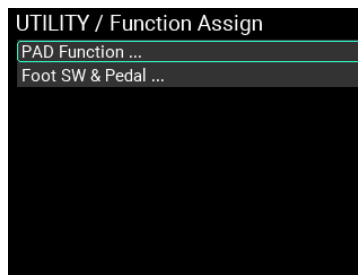 UTILITY / Function Assign
PAD Function ...
Foot SW & Pedal ...